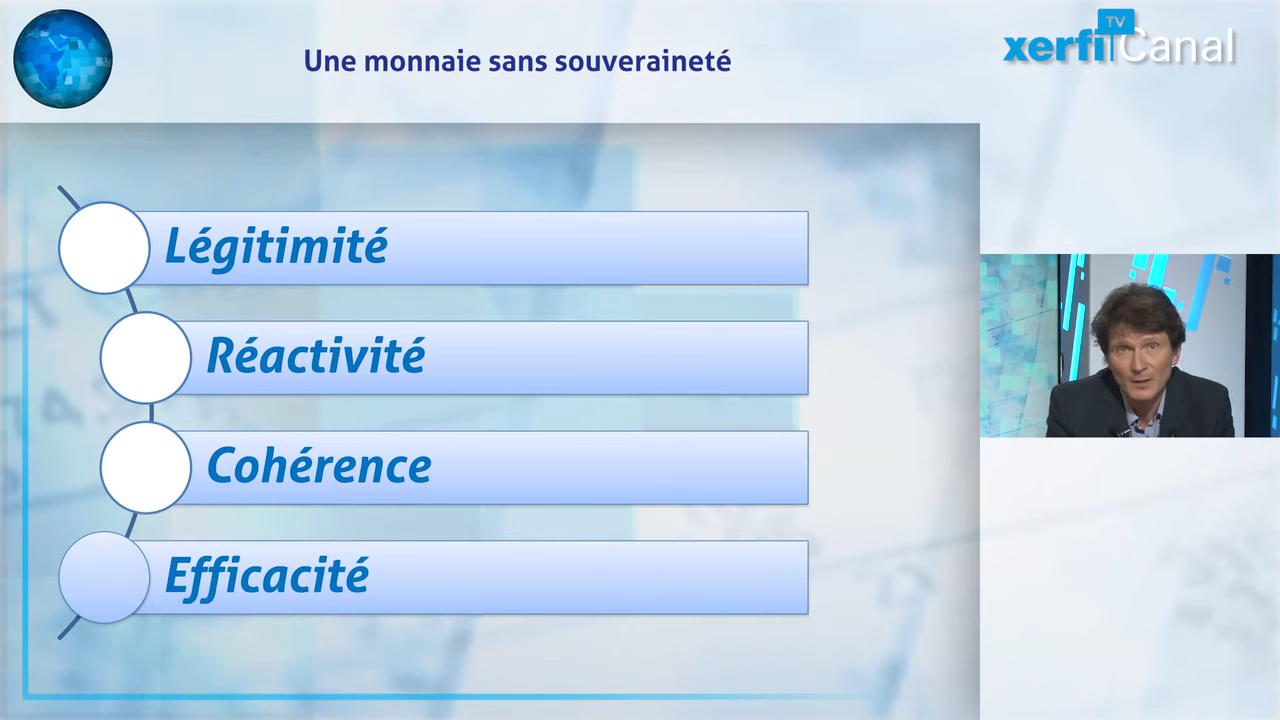 Une monnaie sans souveraineté
xerfi TV Canal
Légitimité
Réactivité
Cohérence
Efficacité